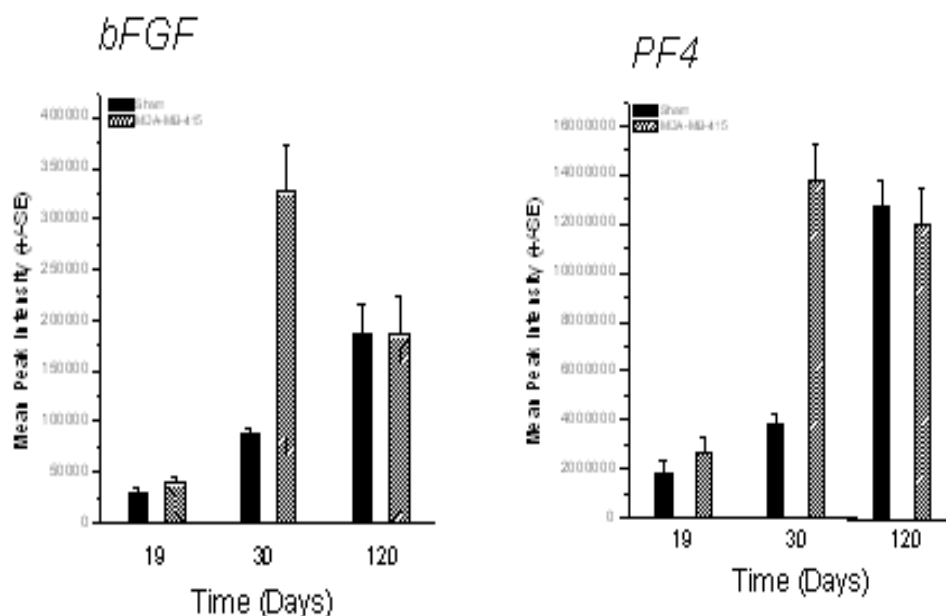 bFGF
Sham
MDA-MB-415
400000
350000
300000
250000
200000
150000
100000
50000
0
Mean Peak Intensity (+/-SE)
19 30 120
Time (Days)
PF4
Sham
MDA-MB-415
16000000
14000000
12000000
10000000
8000000
6000000
4000000
2000000
0
Mean Peak Intensity (+/-SE)
19 30 120
Time (Days)